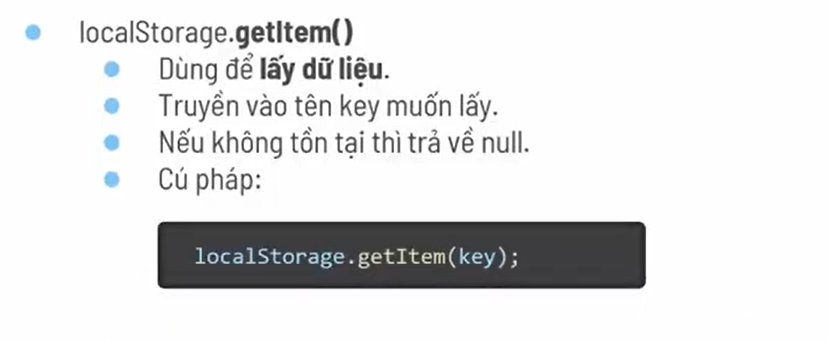 localStorage.getItem()
Dùng để lấy dữ liệu.
Truyền vào tên key muốn lấy.
Nếu không tồn tại thì trả về null.
Cú pháp:
localStorage.getItem(key);